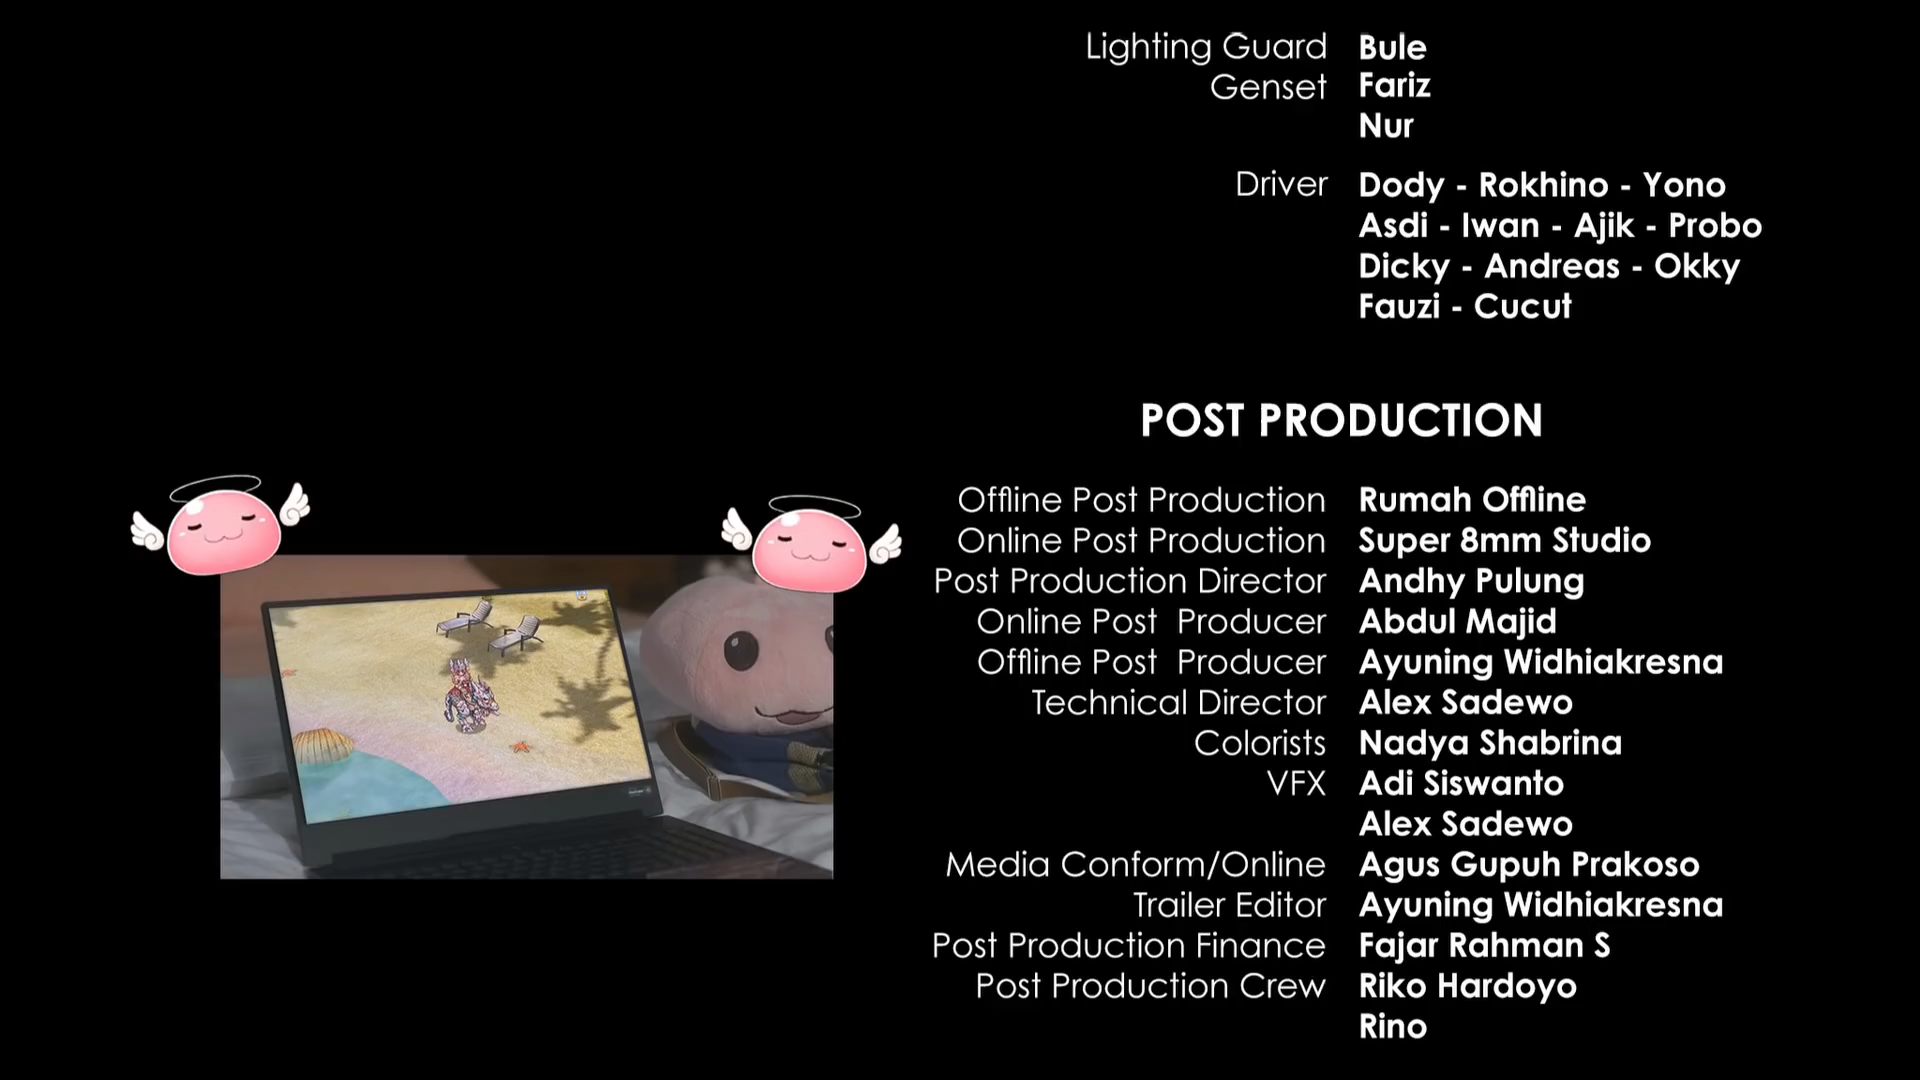 Lighting Guard Bule
Genset Fariz
Nur
Driver Dody - Rokhino - Yono
Asdi - Iwan - Ajik - Probo
Dicky - Andreas - Okky
Fauzi - Cucut
POST PRODUCTION
Offline Post Production Rumah Offline
Online Post Production Super 8mm Studio
Post Production Director Andhy Pulung
Online Post Producer Abdul Majid
Offline Post Producer Ayuning Widhiakresna
Technical Director Alex Sadewo
Colorists Nadya Shabrina
VFX Adi Siswanto
Alex Sadewo
Media Conform/Online Agus Gupuh Prakoso
Trailer Editor Ayuning Widhiakresna
Post Production Finance Fajar Rahman S
Post Production Crew Riko Hardoyo
Rino